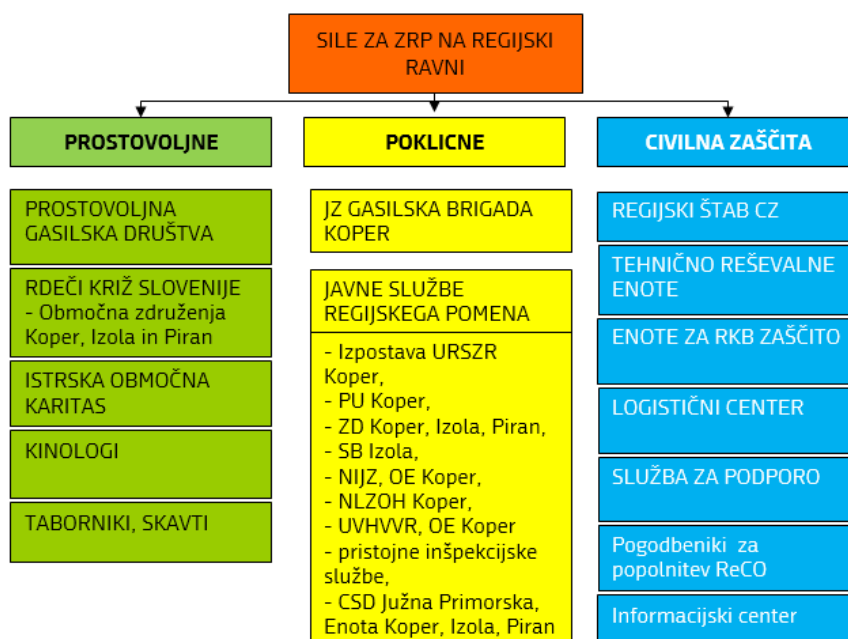 SILE ZA ZRP NA REGIJSKI
RAVNI
PROSTOVOLJNE
PROSTOVOLJNA
GASILSKA DRUŠTVA
RDEČI KRIŽ SLOVENIJE
- Območna združenja
Koper, Izola in Piran
ISTRSKA OBMOČNA
KARITAS
KINOLOGI
TABORNIKI, SKAVTI
POKLICNE
JZ GASILSKA BRIGADA
KOPER
JAVNE SLUŽBE
REGIJSKEGA POMENA
- Izpostava URSZR
Koper,
- PU Koper,
- ZD Koper, Izola, Piran,
- SB Izola,
- NIJZ, OE Koper,
- NLZOH Koper,
- UVHVVR, OE Koper
- pristojne inšpekcijske
službe,
- CSD Južna Primorska,
Enota Koper, Izola, Piran
CIVILNA ZAŠČITA
REGIJSKI ŠTAB CZ
TEHNIČNO REŠEVALNE
ENOTE
ENOTE ZA RKB ZAŠČITO
LOGISTIČNI CENTER
SLUŽBA ZA PODPORO
Pogodbeniki za
popolnitev ReCO
Informacijski center